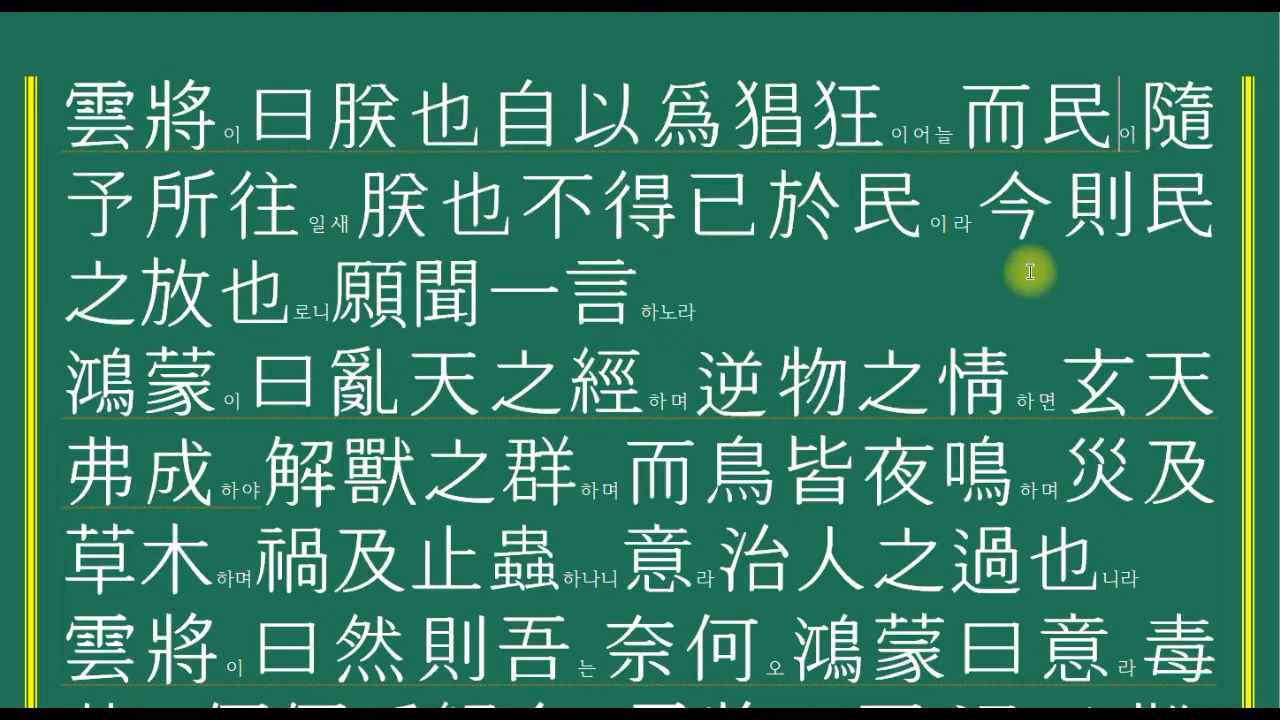 雲將이曰朕也自以爲猖狂이어늘而民이隨
予所往일새朕也不得已於民이라今則民
之放也로니願聞一言하노라
鴻蒙이曰亂天之經하며逆物之情하면玄天
弗成하야解獸之群하며而鳥皆夜鳴하며災及
草木하며禍及止蟲하나니意라治人之過也니라
雲將이曰然則吾는奈何오鴻蒙曰意라毒